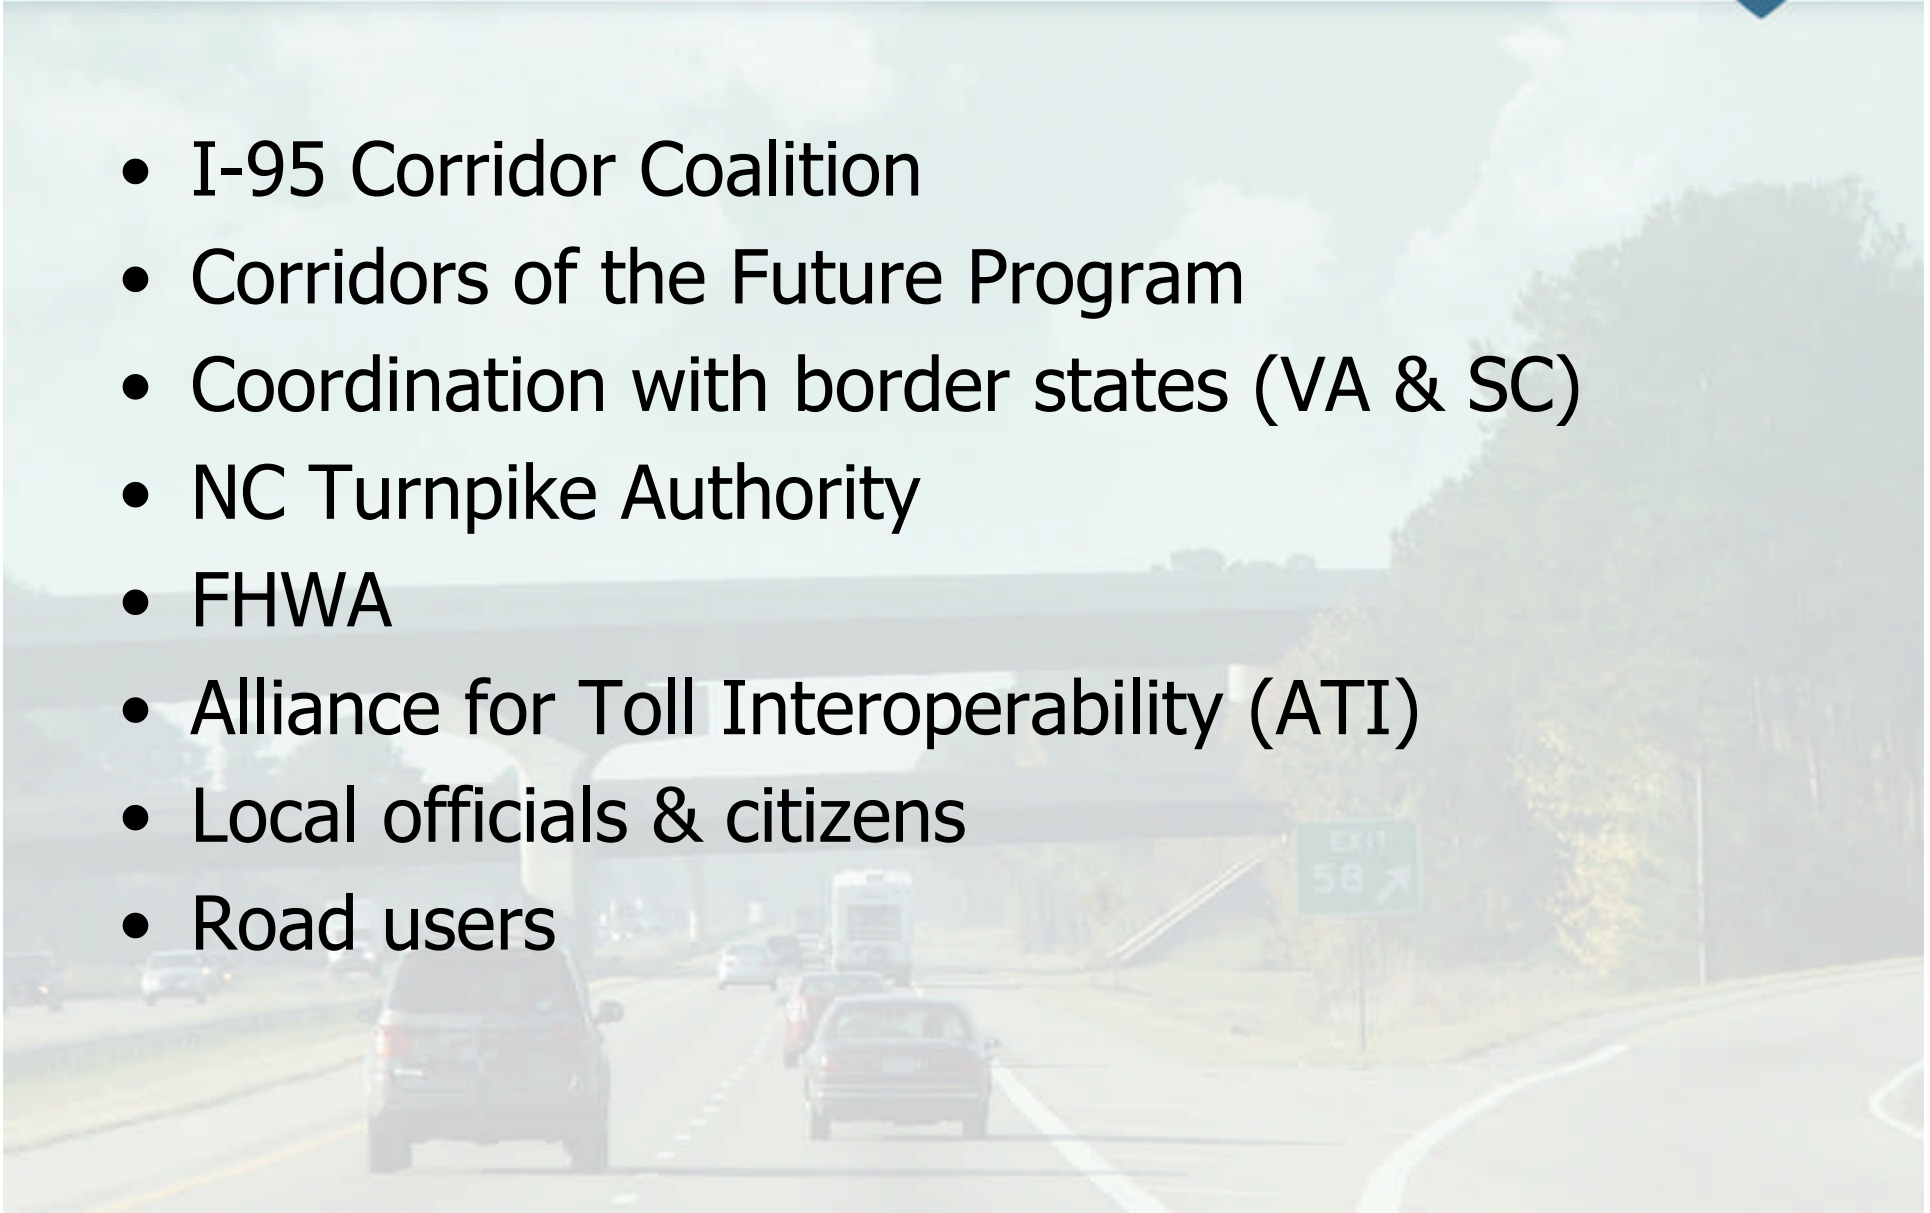 • I-95 Corridor Coalition
• Corridors of the Future Program
• Coordination with border states (VA & SC)
• NC Turnpike Authority
• FHWA
• Alliance for Toll Interoperability (ATI)
• Local officials & citizens
• Road users
EXIT
58